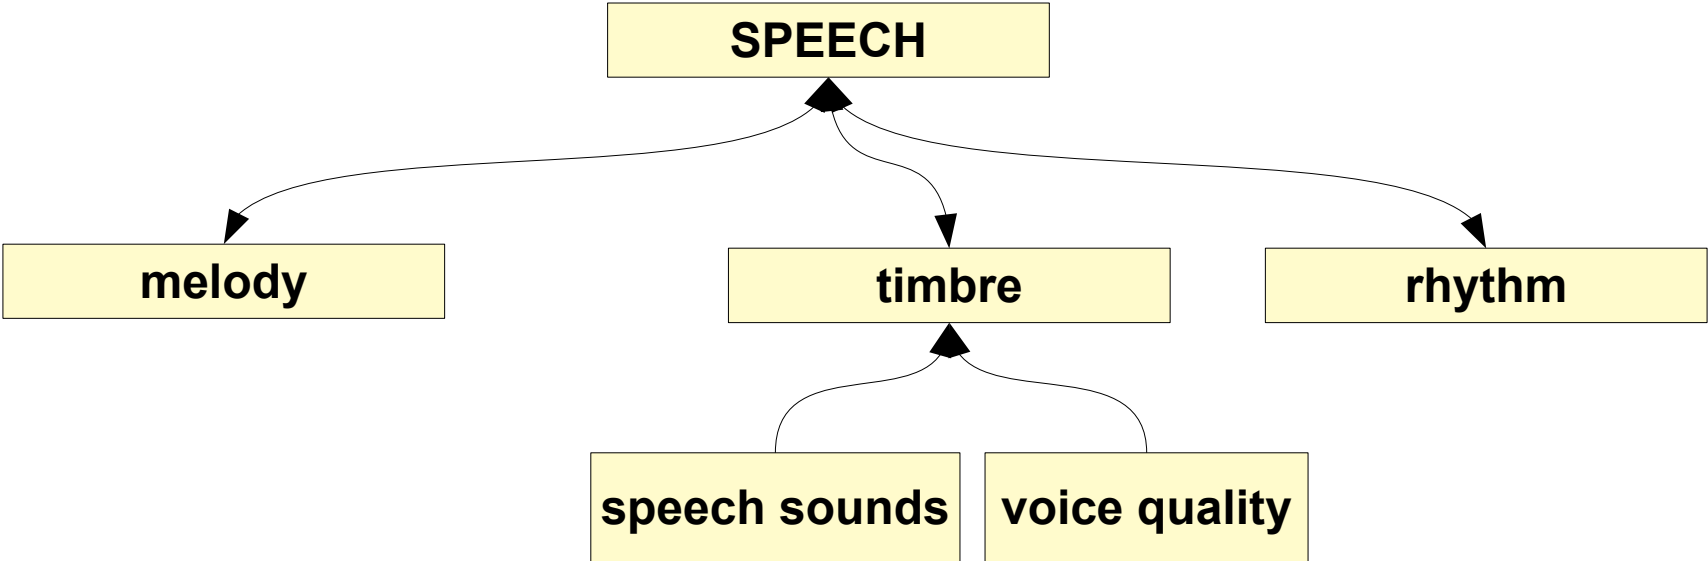 SPEECH
melody
timbre
rhythm
speech sounds
voice quality